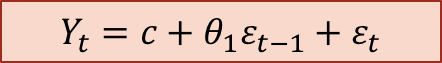 Yₜ = c + θ₁εₜ₋₁ + εₜ